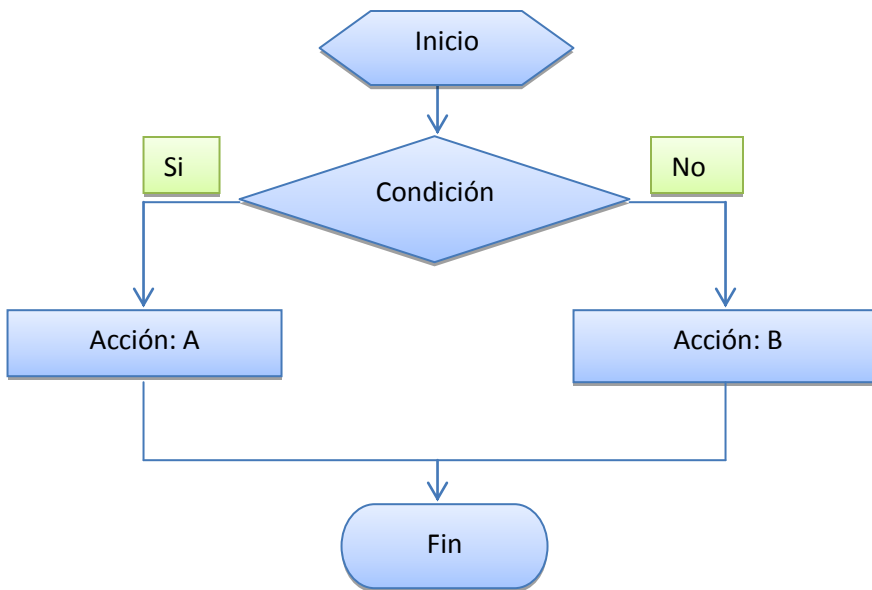 Inicio
Si
No
Condición
Acción: A
Acción: B
Fin